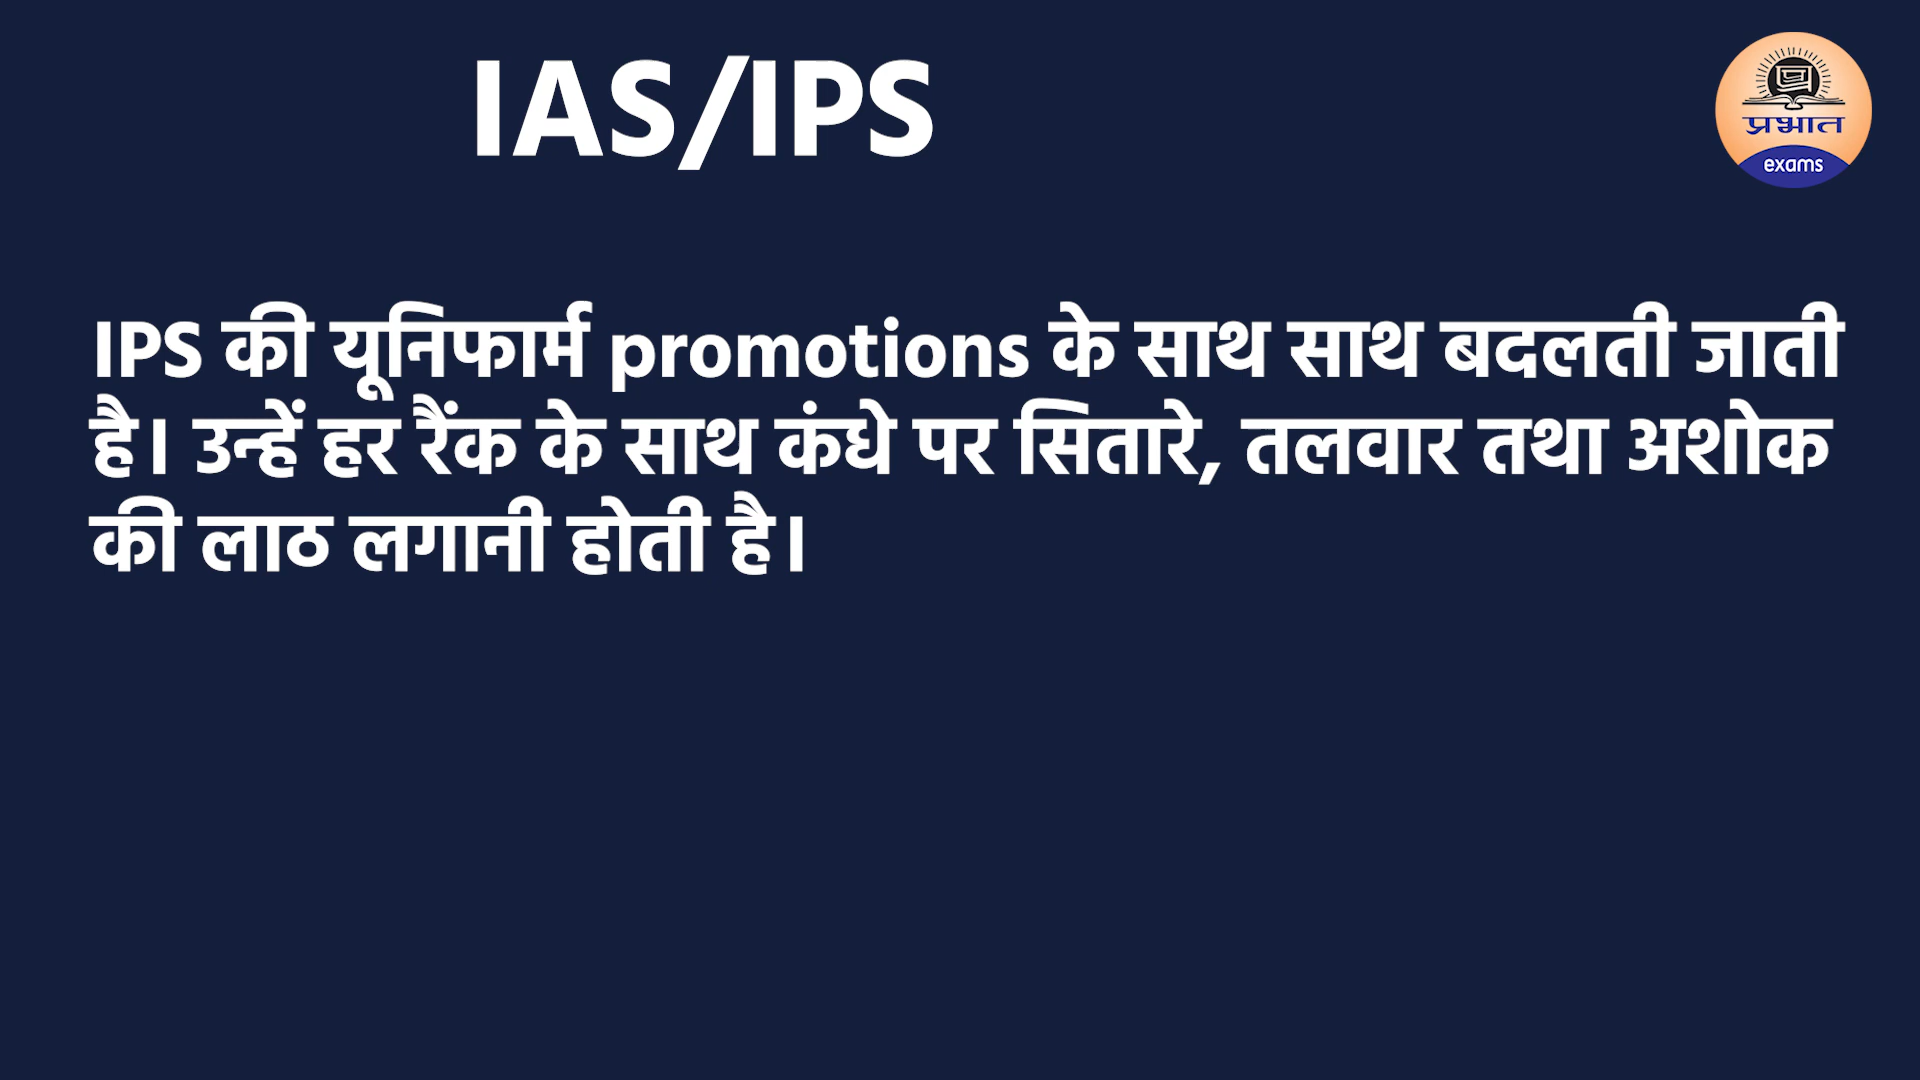 IAS/IPS
प्रभात
exams
IPS की यूनिफार्म promotions के साथ साथ बदलती जाती
है। उन्हें हर रैंक के साथ कंधे पर सितारे, तलवार तथा अशोक
की लाठ लगानी होती है।